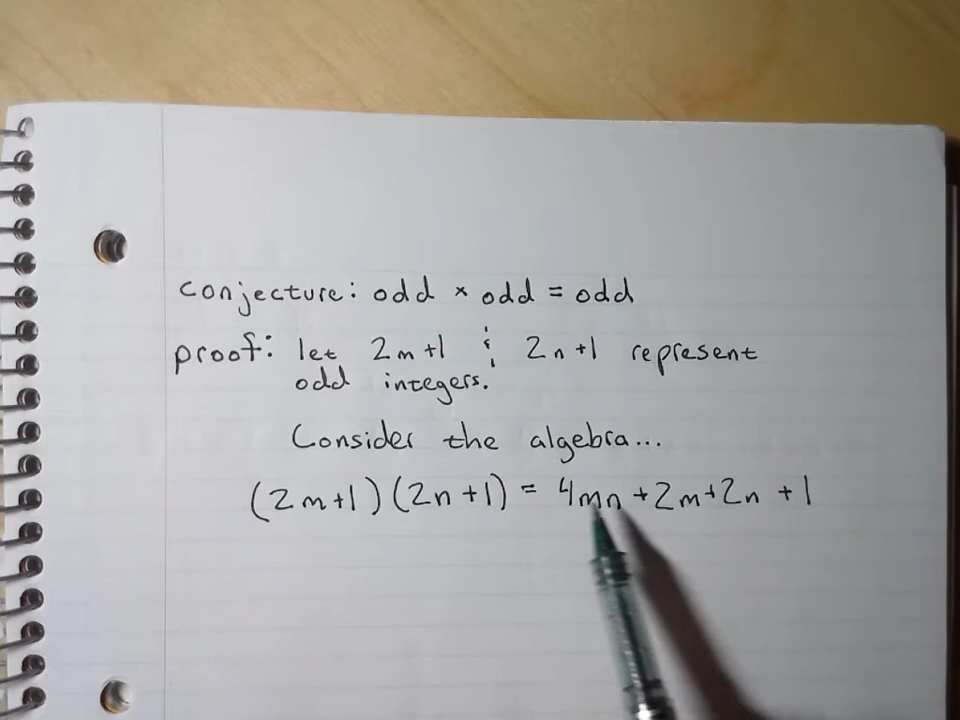 conjecture: odd × odd = odd
proof: let 2m+1 & 2n+1 represent
odd integers.
Consider the algebra...
(2m+1)(2n+1) = 4mn+2m+2n+1